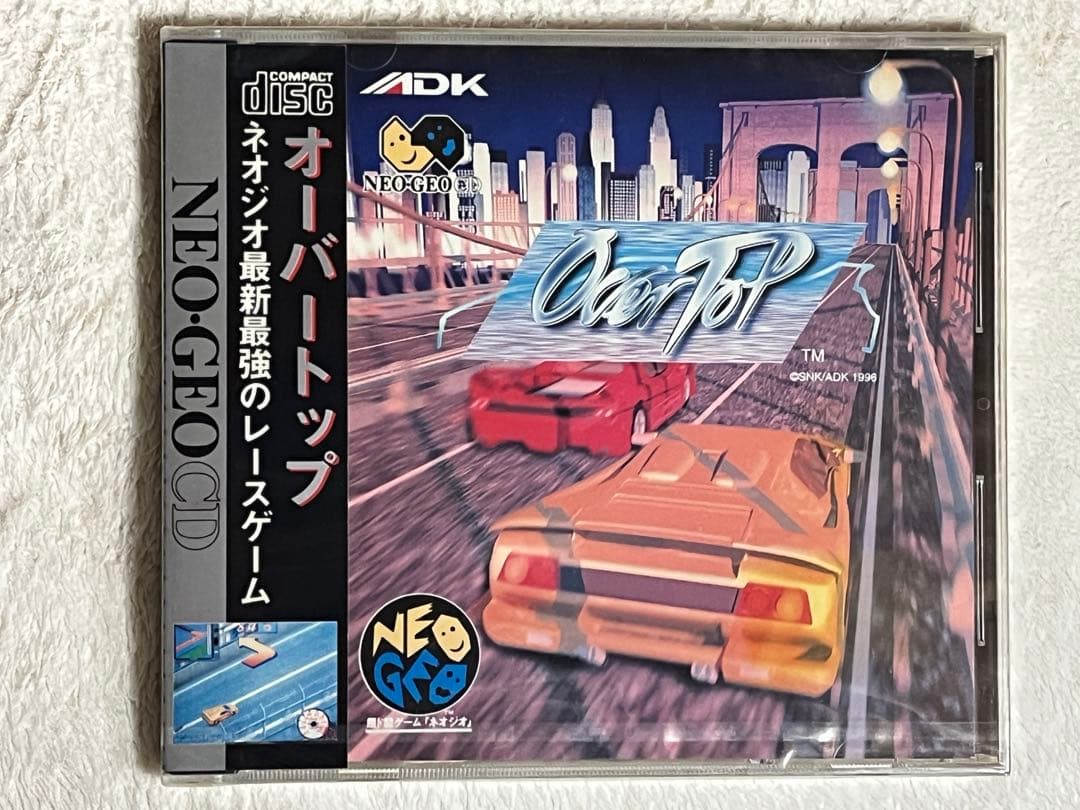 COMPACT
disc
オーバートップ
ネオジオ最新最強のレースゲーム
NEO・GEO CD
ADK
NEO・GEO CD
Over Top
TM
©SNK/ADK 1996
NEO
GEO
TM